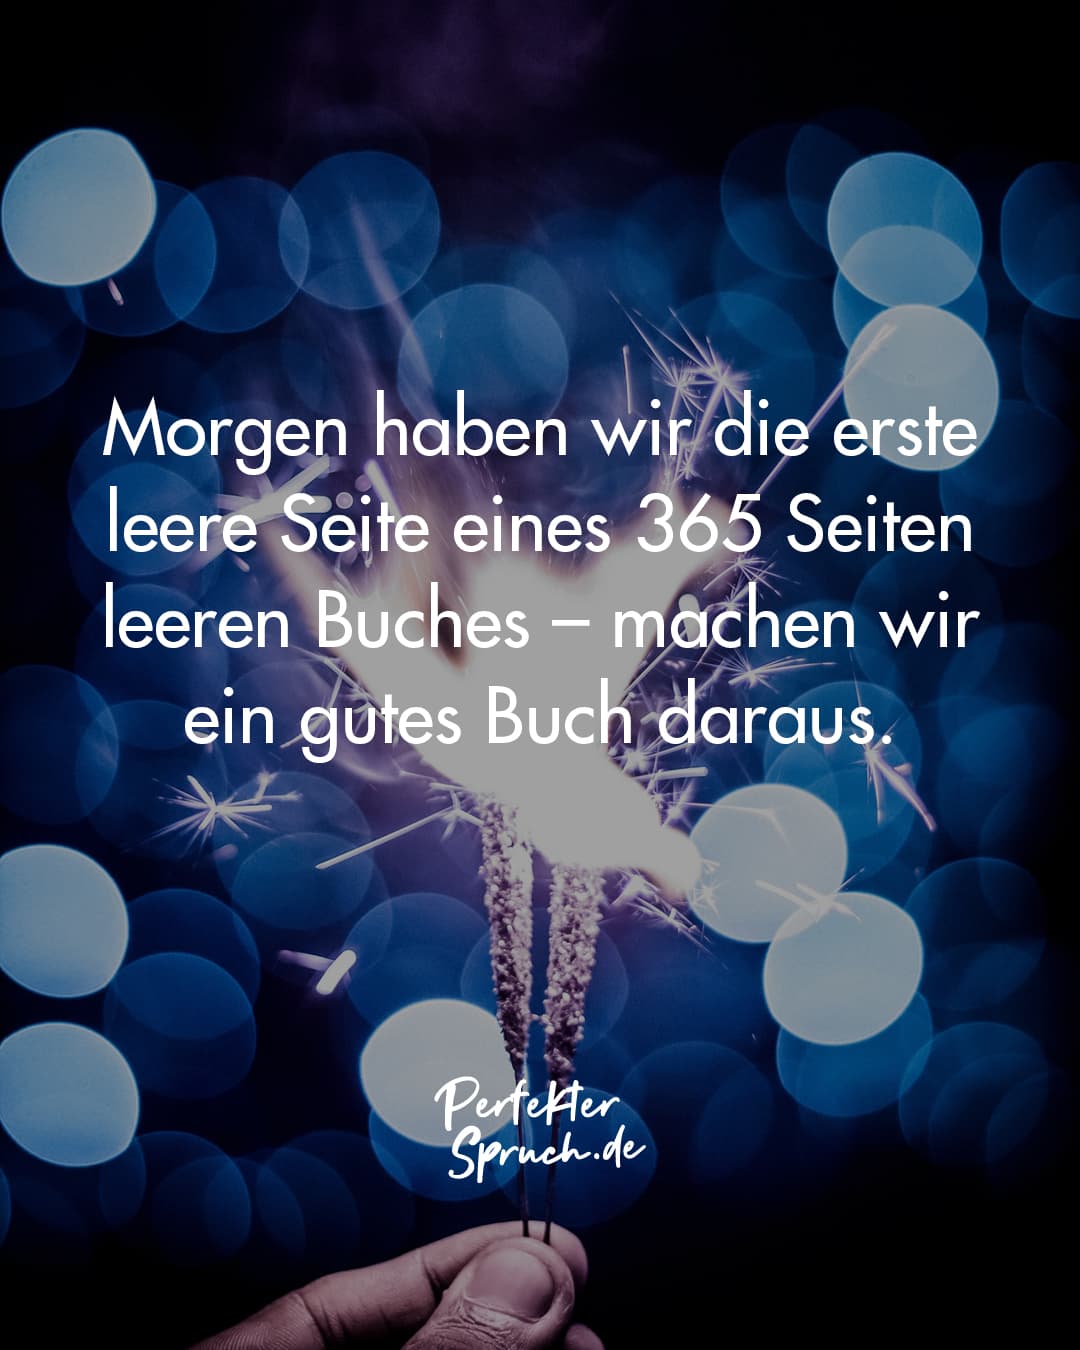 Morgen haben wir die erste
leere Seite eines 365 Seiten
leeren Buches – machen wir
ein gutes Buch daraus.
Perfekter
Spruch.de